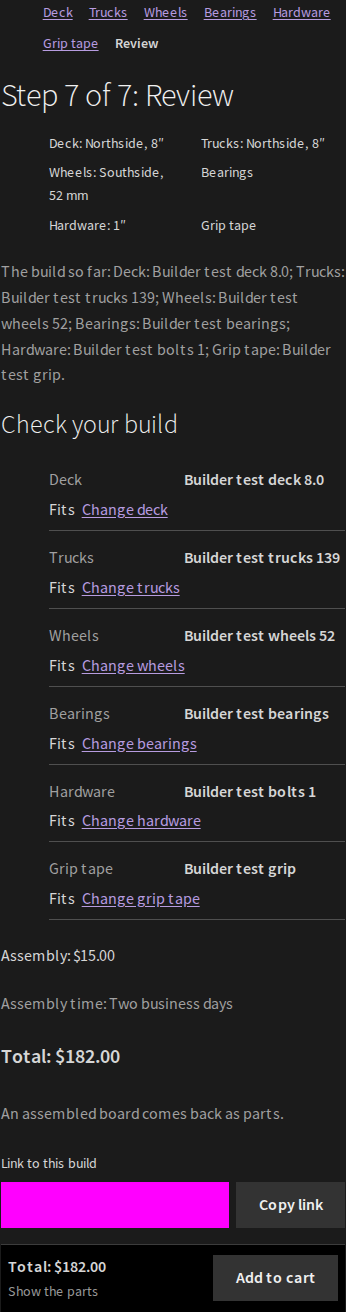 Deck Trucks Wheels Bearings Hardware
Grip tape Review
Step 7 of 7: Review
Deck: Northside, 8″ Trucks: Northside, 8″
Wheels: Southside, Bearings
52 mm
Hardware: 1″ Grip tape
The build so far: Deck: Builder test deck 8.0; Trucks:
Builder test trucks 139; Wheels: Builder test
wheels 52; Bearings: Builder test bearings;
Hardware: Builder test bolts 1; Grip tape: Builder
test grip.
Check your build
Deck Builder test deck 8.0
Fits Change deck
Trucks Builder test trucks 139
Fits Change trucks
Wheels Builder test wheels 52
Fits Change wheels
Bearings Builder test bearings
Fits Change bearings
Hardware Builder test bolts 1
Fits Change hardware
Grip tape Builder test grip
Fits Change grip tape
Assembly: $15.00
Assembly time: Two business days
Total: $182.00
An assembled board comes back as parts.
Link to this build
Copy link
Total: $182.00
Show the parts
Add to cart